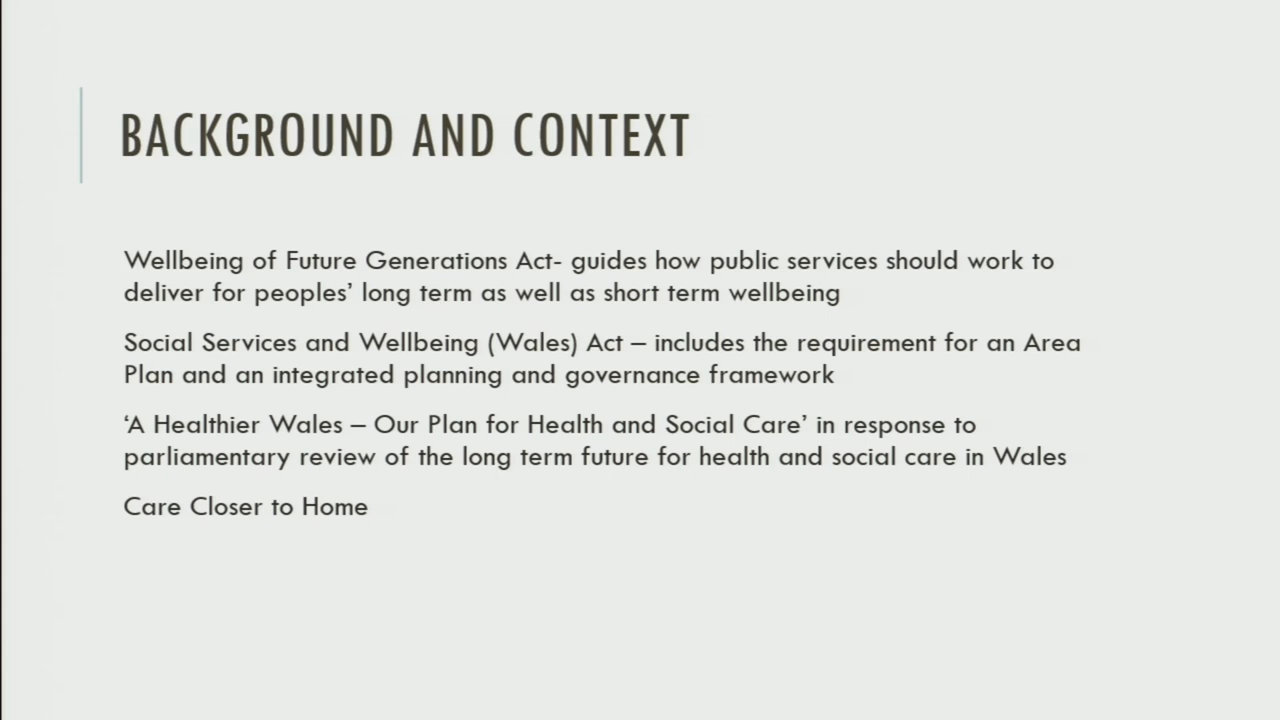 BACKGROUND AND CONTEXT
Wellbeing of Future Generations Act- guides how public services should work to
deliver for peoples’ long term as well as short term wellbeing
Social Services and Wellbeing (Wales) Act – includes the requirement for an Area
Plan and an integrated planning and governance framework
‘A Healthier Wales – Our Plan for Health and Social Care’ in response to
parliamentary review of the long term future for health and social care in Wales
Care Closer to Home